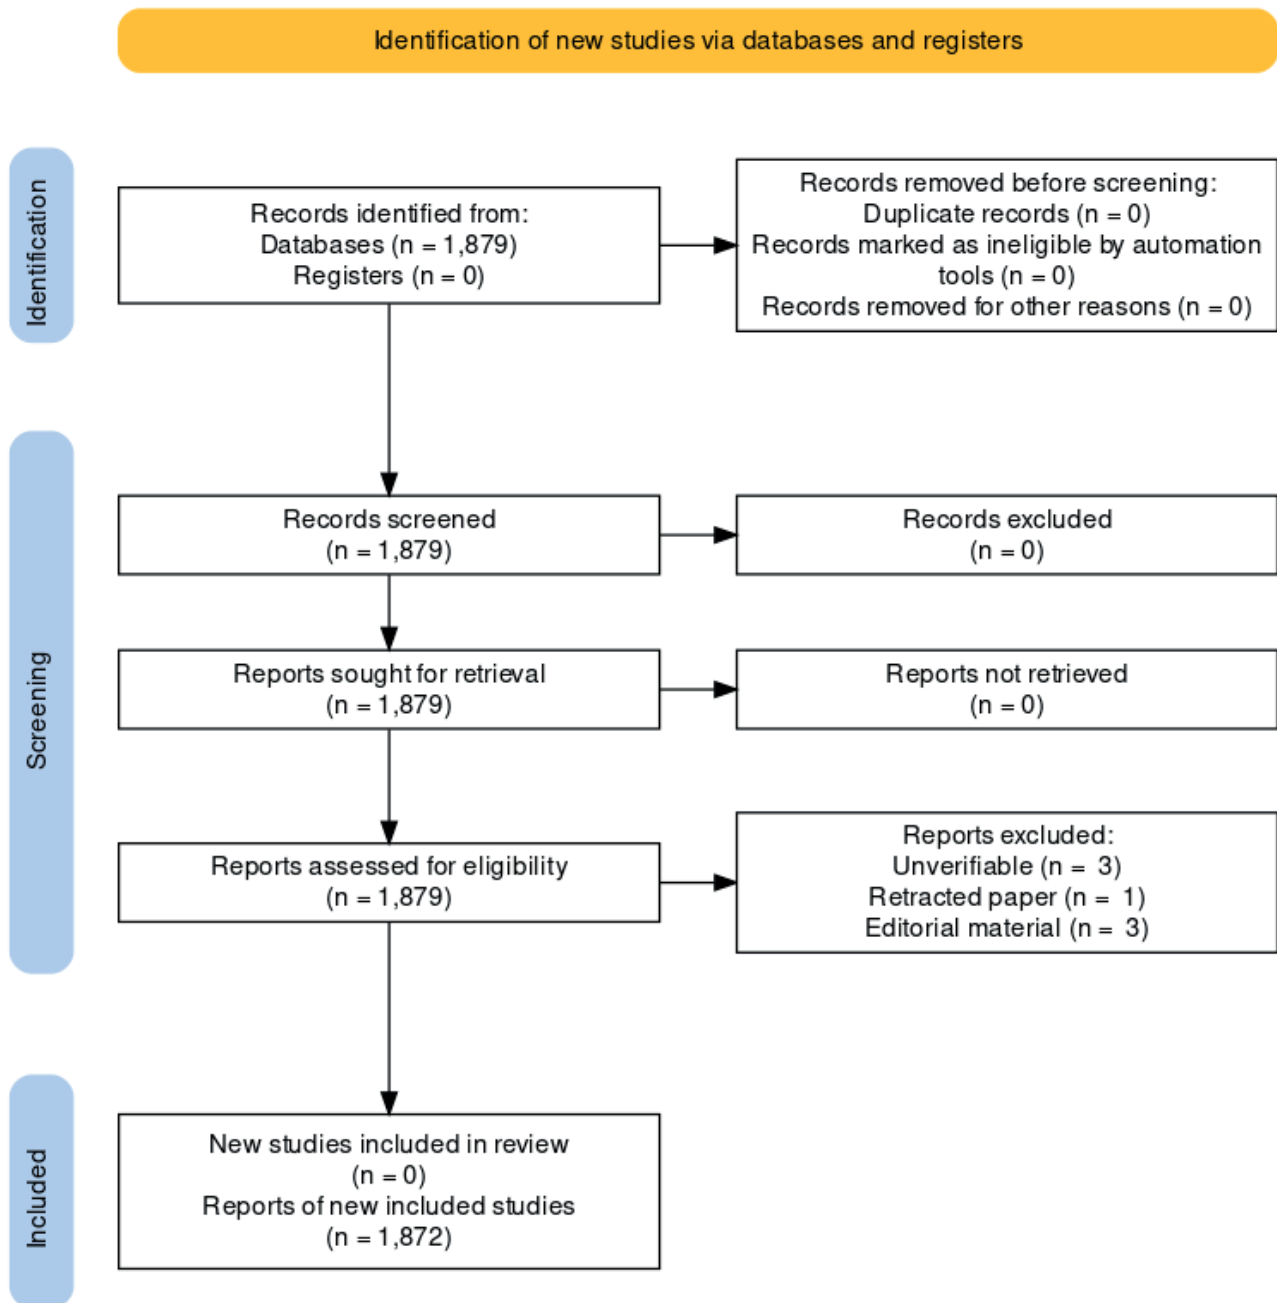 Identification of new studies via databases and registers
Identification
Records identified from:
Databases (n = 1,879)
Registers (n = 0)
Records removed before screening:
Duplicate records (n = 0)
Records marked as ineligible by automation
tools (n = 0)
Records removed for other reasons (n = 0)
Screening
Records screened
(n = 1,879)
Records excluded
(n = 0)
Reports sought for retrieval
(n = 1,879)
Reports not retrieved
(n = 0)
Reports assessed for eligibility
(n = 1,879)
Reports excluded:
Unverifiable (n = 3)
Retracted paper (n = 1)
Editorial material (n = 3)
Included
New studies included in review
(n = 0)
Reports of new included studies
(n = 1,872)